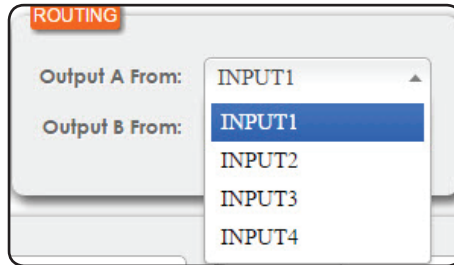 ROUTING
Output A From: INPUT1
Output B From:
INPUT1
INPUT2
INPUT3
INPUT4